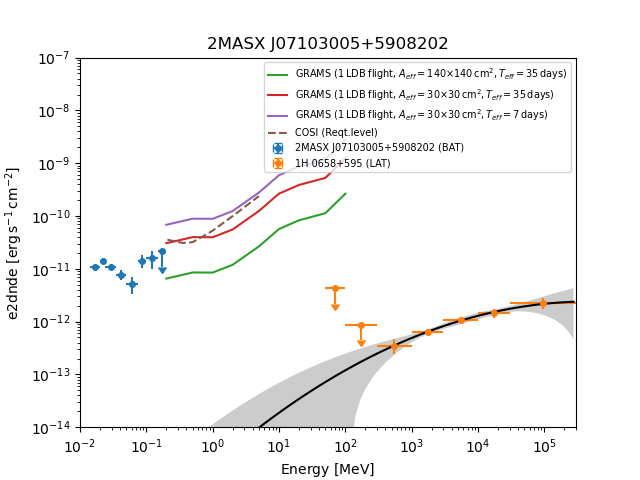 2MASX J07103005+5908202
GRAMS (1 LDB flight, A_eff = 140×140 cm², T_eff = 35 days)
GRAMS (1 LDB flight, A_eff = 30×30 cm², T_eff = 35 days)
GRAMS (1 LDB flight, A_eff = 30×30 cm², T_eff = 7 days)
COSI (Reqt.level)
2MASX J07103005+5908202 (BAT)
1H 0658+595 (LAT)
e2dnde [erg s⁻¹ cm⁻²]
10⁻⁷
10⁻⁸
10⁻⁹
10⁻¹⁰
10⁻¹¹
10⁻¹²
10⁻¹³
10⁻¹⁴
10⁻² 10⁻¹ 10⁰ 10¹ 10² 10³ 10⁴ 10⁵
Energy [MeV]